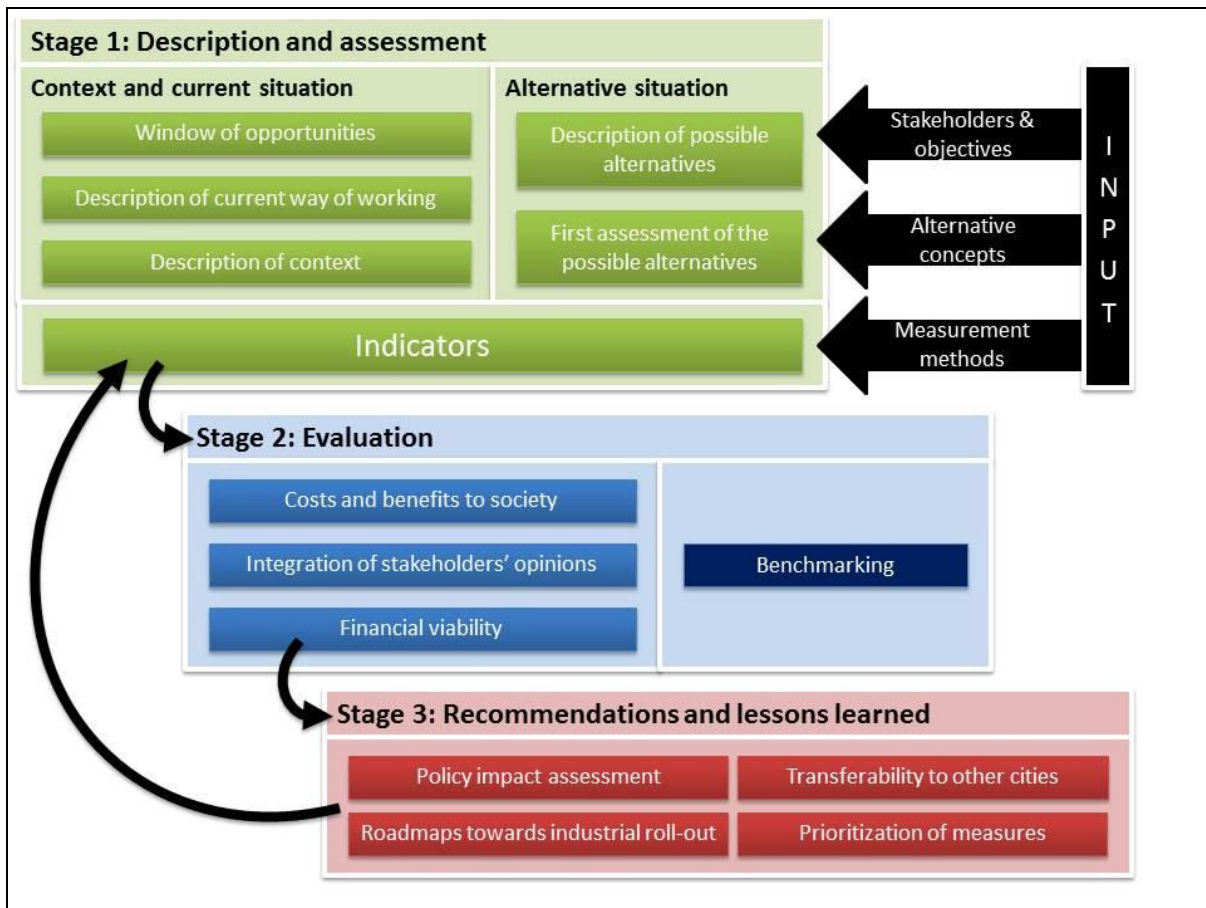 Stage 1: Description and assessment
Context and current situation
Window of opportunities
Description of current way of working
Description of context
Alternative situation
Description of possible
alternatives
First assessment of the
possible alternatives
Indicators
Stakeholders &
objectives
Alternative
concepts
Measurement
methods
I
N
P
U
T
Stage 2: Evaluation
Costs and benefits to society
Integration of stakeholders' opinions
Financial viability
Benchmarking
Stage 3: Recommendations and lessons learned
Policy impact assessment
Transferability to other cities
Roadmaps towards industrial roll-out
Prioritization of measures